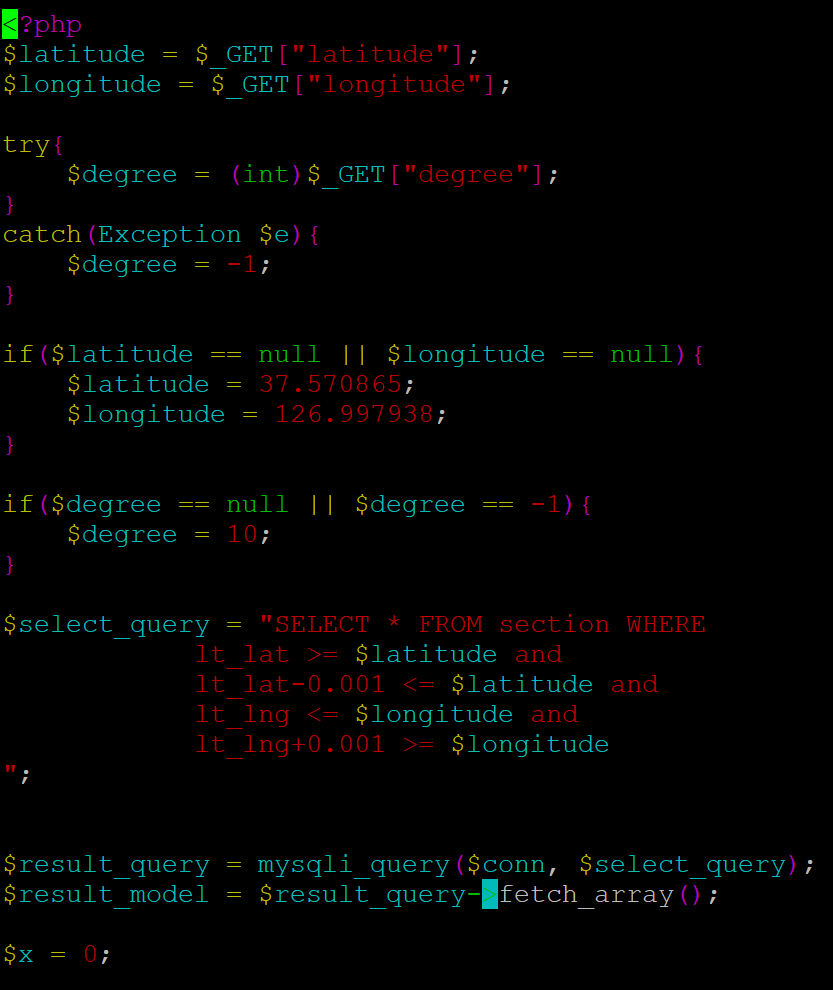 <?php
$latitude = $_GET["latitude"];
$longitude = $_GET["longitude"];
try{
    $degree = (int)$_GET["degree"];
}
catch(Exception $e){
    $degree = -1;
}
if($latitude == null || $longitude == null){
    $latitude = 37.570865;
    $longitude = 126.997938;
}
if($degree == null || $degree == -1){
    $degree = 10;
}
$select_query = "SELECT * FROM section WHERE
            lt_lat >= $latitude and
            lt_lat-0.001 <= $latitude and
            lt_lng <= $longitude and
            lt_lng+0.001 >= $longitude
";
$result_query = mysqli_query($conn, $select_query);
$result_model = $result_query->fetch_array();
$x = 0;